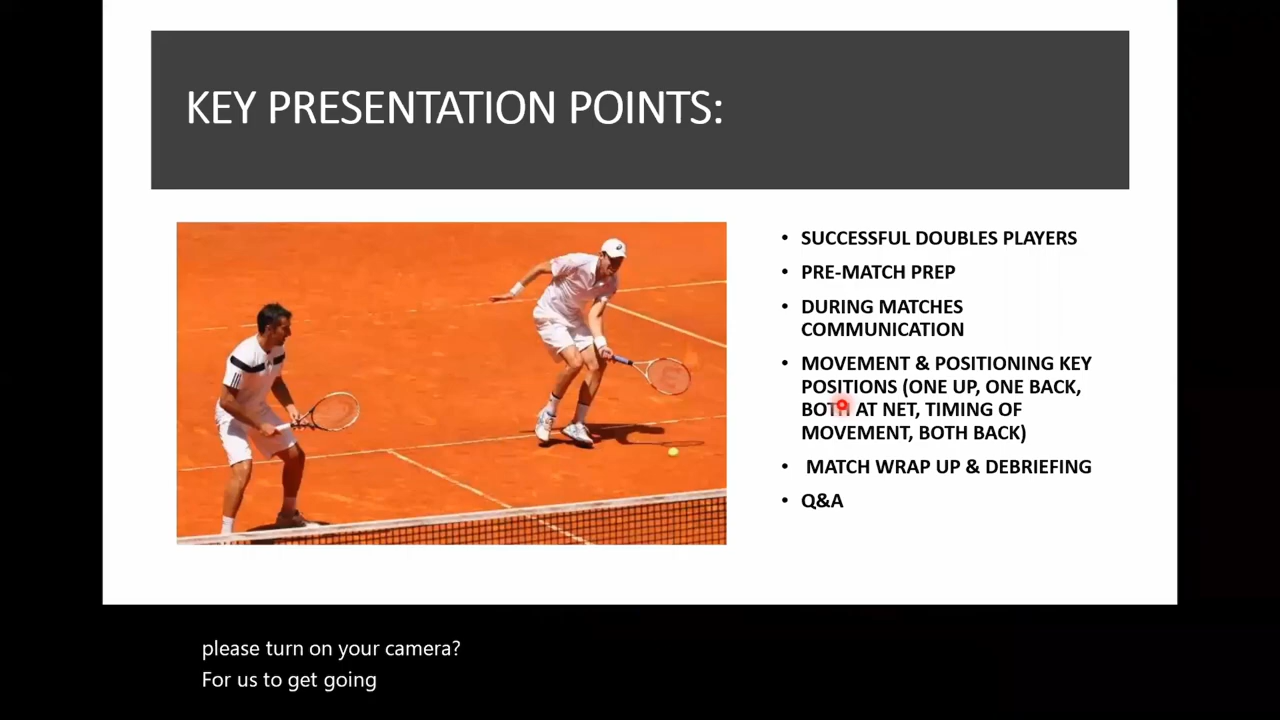 KEY PRESENTATION POINTS:
• SUCCESSFUL DOUBLES PLAYERS
• PRE-MATCH PREP
• DURING MATCHES
COMMUNICATION
• MOVEMENT & POSITIONING KEY
POSITIONS (ONE UP, ONE BACK,
BOTH AT NET, TIMING OF
MOVEMENT, BOTH BACK)
• MATCH WRAP UP & DEBRIEFING
• Q&A
please turn on your camera?
For us to get going